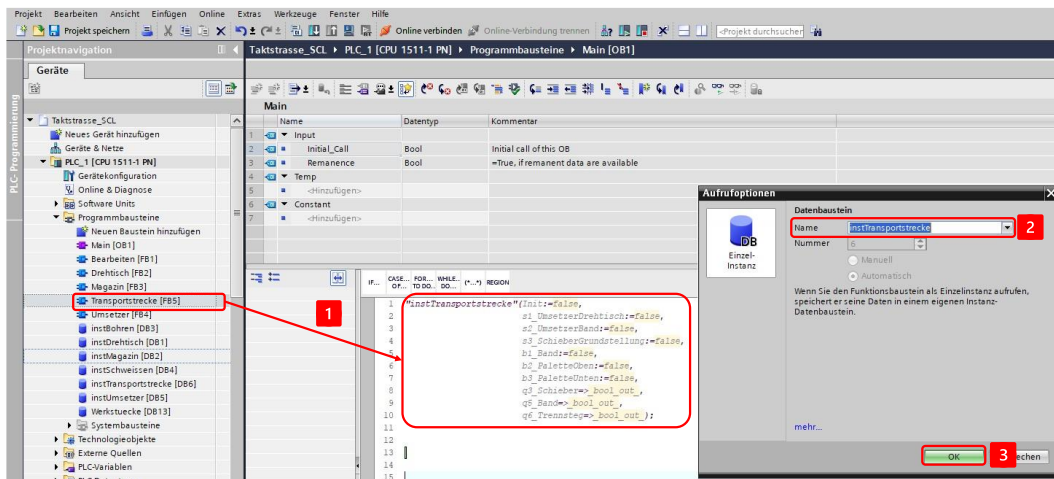 Projekt Bearbeiten Ansicht Einfügen Online Extras Werkzeuge Fenster Hilfe
Projekt speichern Online verbinden Online-Verbindung trennen <Projekt durchsuchen>
Projektnavigation
Taktstrasse_SCL PLC_1 [CPU 1511-1 PN] Programmbausteine Main [OB1]
Geräte
PLC-Programmierung
Taktstrasse_SCL
Neues Gerät hinzufügen
Geräte & Netze
PLC_1 [CPU 1511-1 PN]
Gerätekonfiguration
Online & Diagnose
Software Units
Programmbausteine
Neuen Baustein hinzufügen
Main [OB1]
Bearbeiten [FB1]
Drehtisch [FB2]
Magazin [FB3]
Transportstrecke [FB5]
Umsetzer [FB4]
instBohren [DB3]
instDrehtisch [DB1]
instMagazin [DB2]
instSchweissen [DB4]
instTransportstrecke [DB6]
instUmsetzer [DB5]
Werkstuecke [DB13]
Systembausteine
Technologieobjekte
Externe Quellen
PLC-Variablen
Main
Name Datentyp Kommentar
1 Input
2 Initial_Call Bool Initial call of this OB
3 Remanence Bool =True, if remanent data are available
4 Temp
5 <Hinzufügen>
6 Constant
7 <Hinzufügen>
IF... CASE... OF... FOR... TO DO... WHILE... DO... (*...*) REGION
1
1 "instTransportstrecke"(Init:=false,
2 s1_UmsetzerDrehtisch:=false,
3 s2_UmsetzerBand:=false,
4 s3_SchieberGrundstellung:=false,
5 b1_Band:=false,
6 b2_PaletteOben:=false,
7 b3_PaletteUnten:=false,
8 q3_Schieber=>_bool_out_,
9 q5_Band=>_bool_out_,
10 q6_Trennsteg=>_bool_out_);
11
12
13
14
15
Aufrufoptionen
DB
Einzel-
Instanz
Datenbaustein
Name instTransportstrecke 2
Nummer 6
Manuell
Automatisch
Wenn Sie den Funktionsbaustein als Einzelinstanz aufrufen,
speichert er seine Daten in einem eigenen Instanz-
Datenbaustein.
mehr...
OK 3 echen